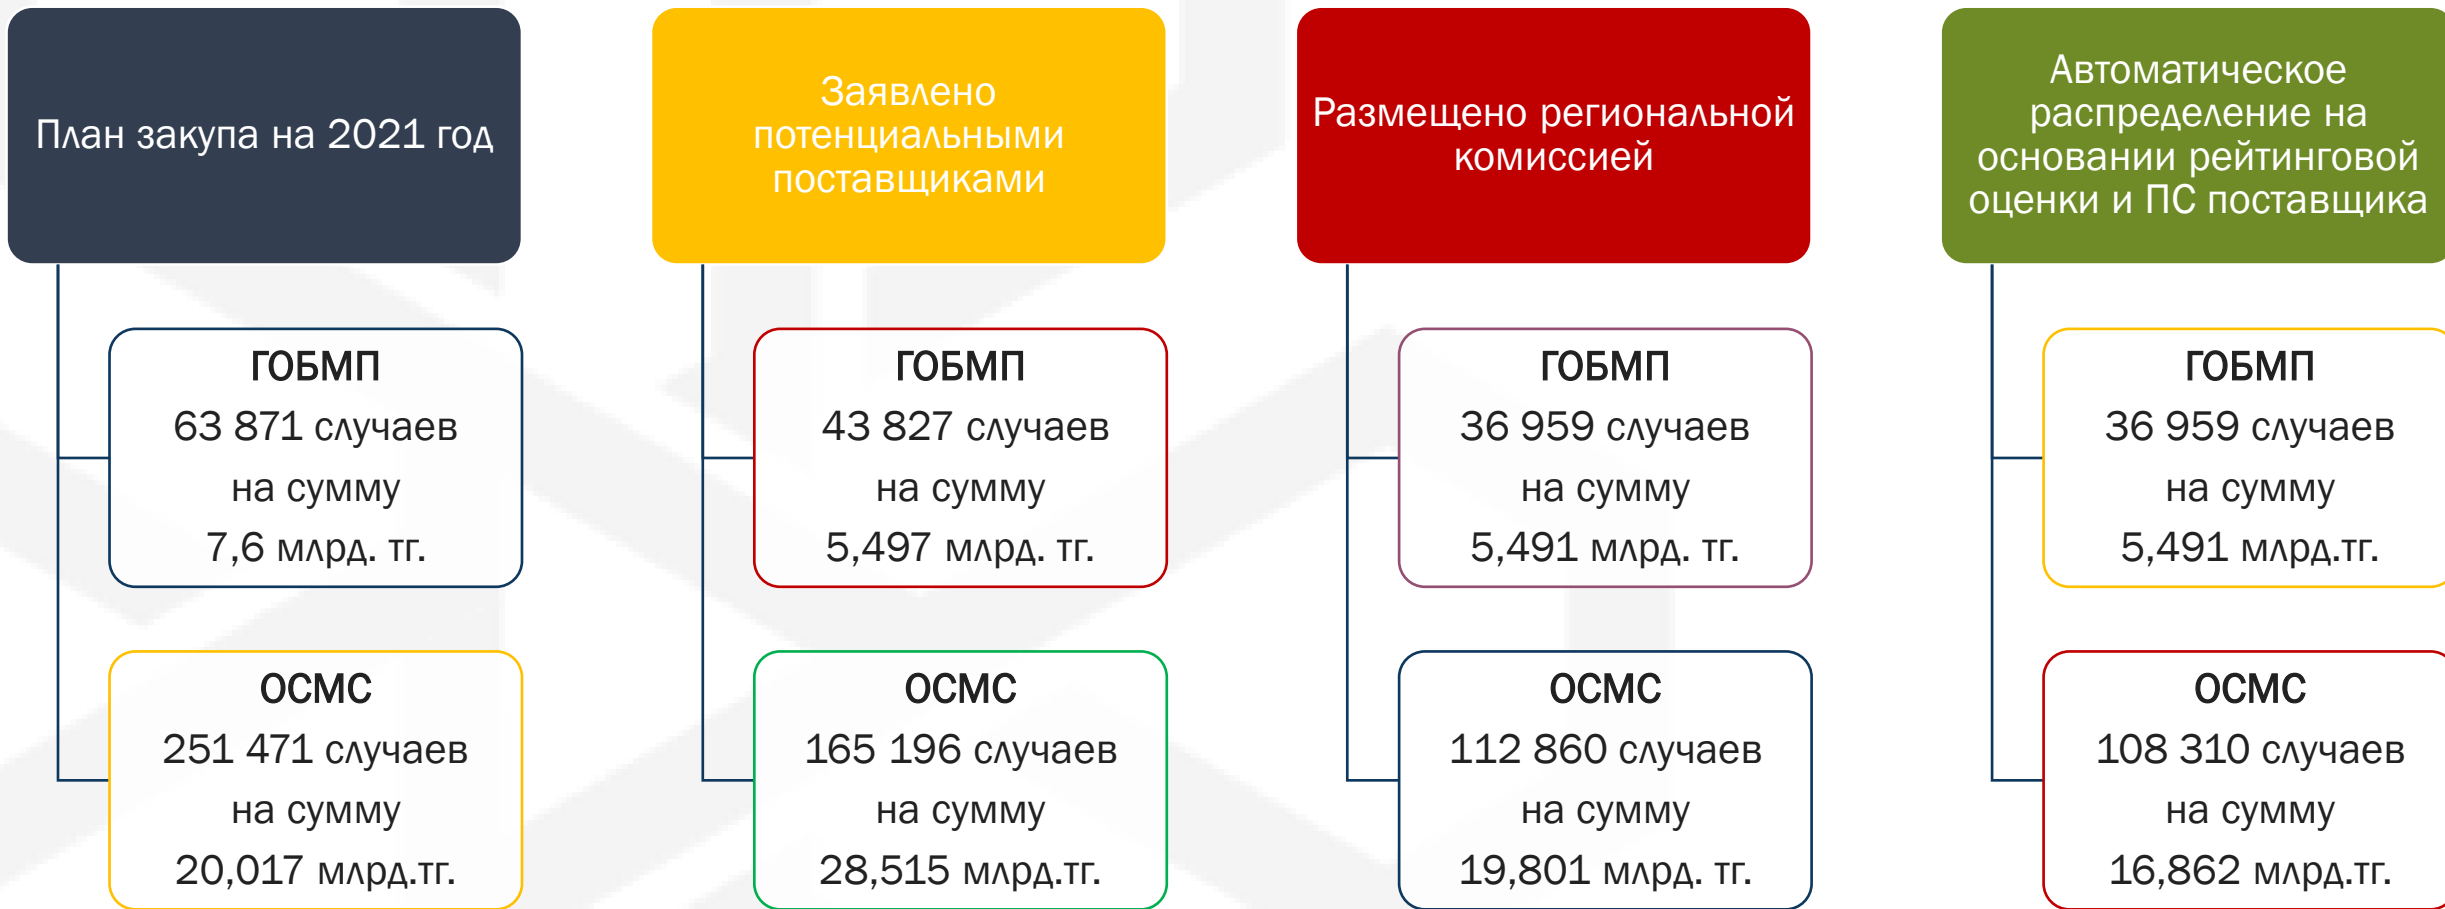 План закупа на 2021 год
ГОБМП
63 871 случаев
на сумму
7,6 млрд. тг.
ОСМС
251 471 случаев
на сумму
20,017 млрд.тг.
Заявлено
потенциальными
поставщиками
ГОБМП
43 827 случаев
на сумму
5,497 млрд. тг.
ОСМС
165 196 случаев
на сумму
28,515 млрд.тг.
Размещено региональной
комиссией
ГОБМП
36 959 случаев
на сумму
5,491 млрд. тг.
ОСМС
112 860 случаев
на сумму
19,801 млрд. тг.
Автоматическое
распределение на
основании рейтинговой
оценки и ПС поставщика
ГОБМП
36 959 случаев
на сумму
5,491 млрд.тг.
ОСМС
108 310 случаев
на сумму
16,862 млрд.тг.